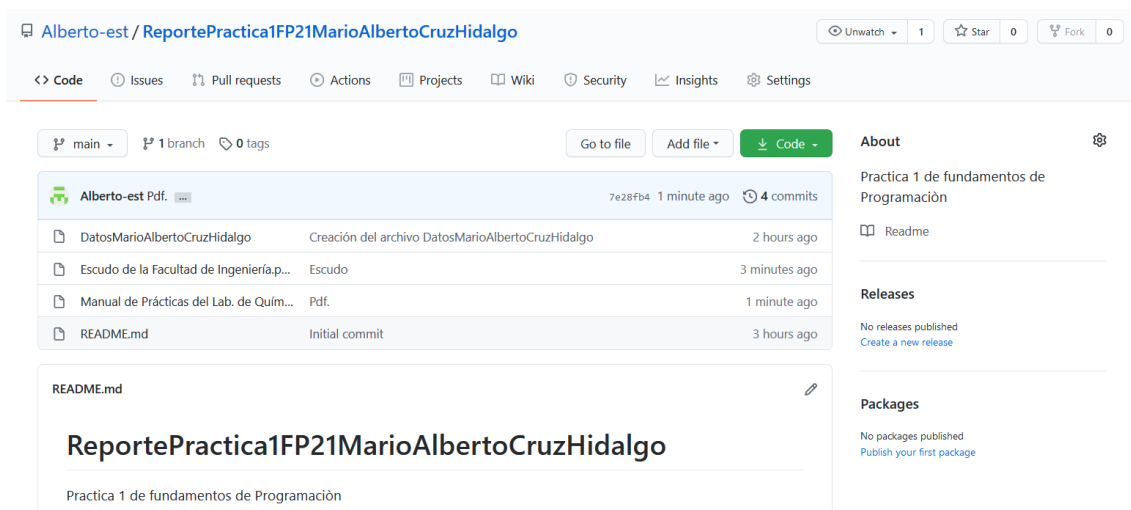 Alberto-est / ReportePractica1FP21MarioAlbertoCruzHidalgo
Unwatch 1 Star 0 Fork 0
<> Code Issues Pull requests Actions Projects Wiki Security Insights Settings
main 1 branch 0 tags Go to file Add file Code
Alberto-est Pdf. ... 7e28fb4 1 minute ago 4 commits
DatosMarioAlbertoCruzHidalgo Creación del archivo DatosMarioAlbertoCruzHidalgo 2 hours ago
Escudo de la Facultad de Ingeniería.p... Escudo 3 minutes ago
Manual de Prácticas del Lab. de Quím... Pdf. 1 minute ago
README.md Initial commit 3 hours ago
README.md
ReportePractica1FP21MarioAlbertoCruzHidalgo
Practica 1 de fundamentos de Programaciòn
About
Practica 1 de fundamentos de
Programaciòn
Readme
Releases
No releases published
Create a new release
Packages
No packages published
Publish your first package